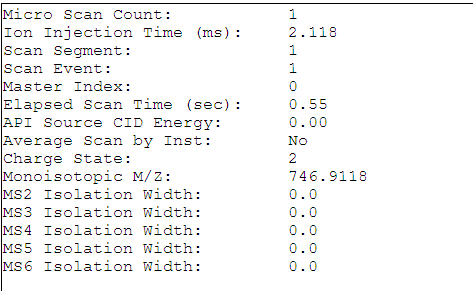 Micro Scan Count: 1
Ion Injection Time (ms): 2.118
Scan Segment: 1
Scan Event: 1
Master Index: 0
Elapsed Scan Time (sec): 0.55
API Source CID Energy: 0.00
Average Scan by Inst: No
Charge State: 2
Monoisotopic M/Z: 746.9118
MS2 Isolation Width: 0.0
MS3 Isolation Width: 0.0
MS4 Isolation Width: 0.0
MS5 Isolation Width: 0.0
MS6 Isolation Width: 0.0